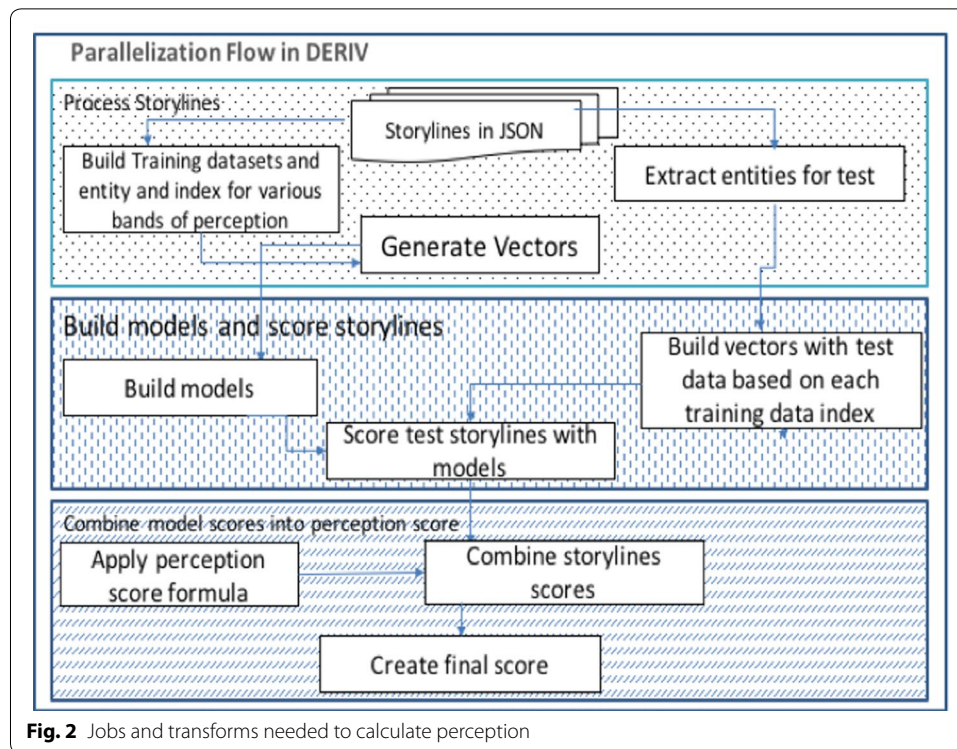 Parallelization Flow in DERIV
Process Storylines
Storylines in JSON
Build Training datasets and
entity and index for various
bands of perception
Extract entities for test
Generate Vectors
Build models and score storylines
Build models
Build vectors with test
data based on each
training data index
Score test storylines with
models
Combine model scores into perception score
Apply perception
score formula
Combine storylines
scores
Create final score
Fig. 2 Jobs and transforms needed to calculate perception